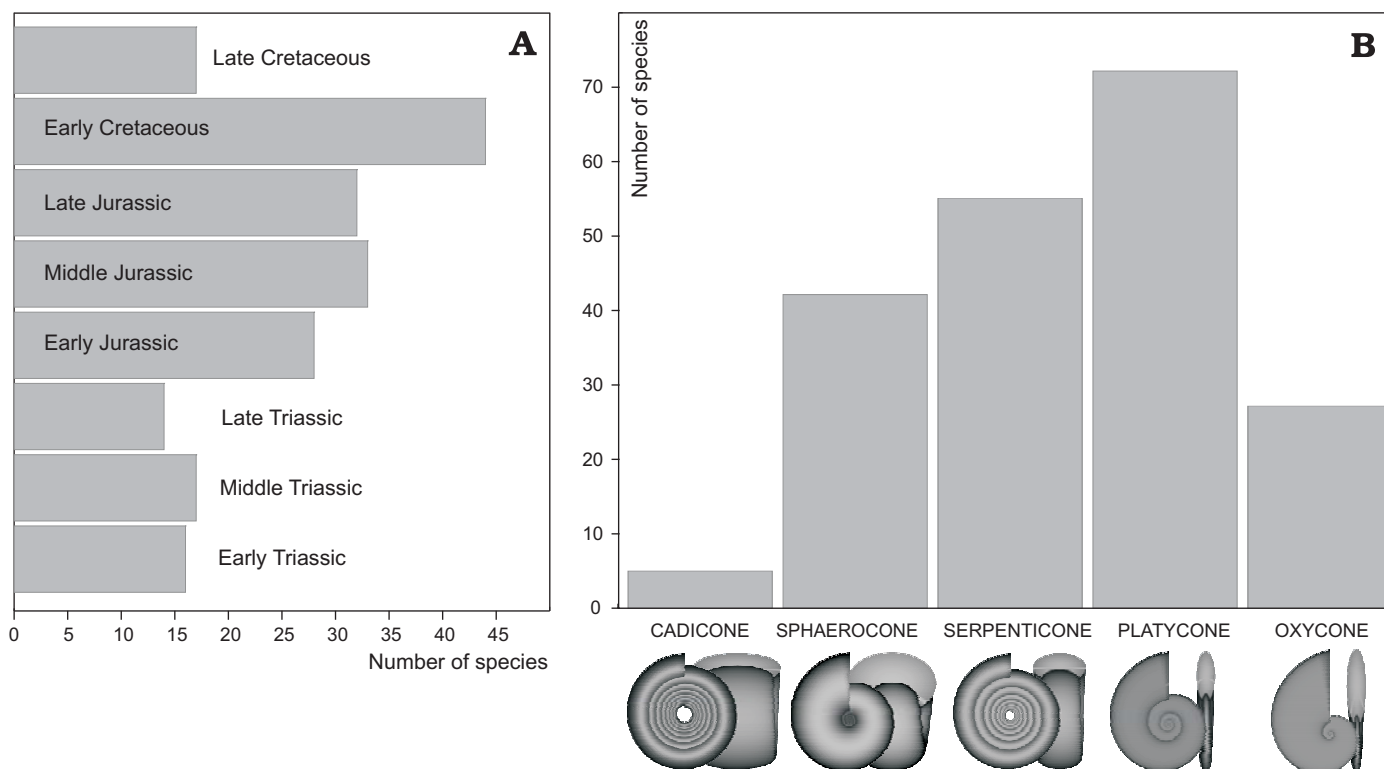 A
Late Cretaceous
Early Cretaceous
Late Jurassic
Middle Jurassic
Early Jurassic
Late Triassic
Middle Triassic
Early Triassic
0 5 10 15 20 25 30 35 40 45
Number of species
B
Number of species
70
60
50
40
30
20
10
0
CADICONE SPHAEROCONE SERPENTICONE PLATYCONE OXYCONE